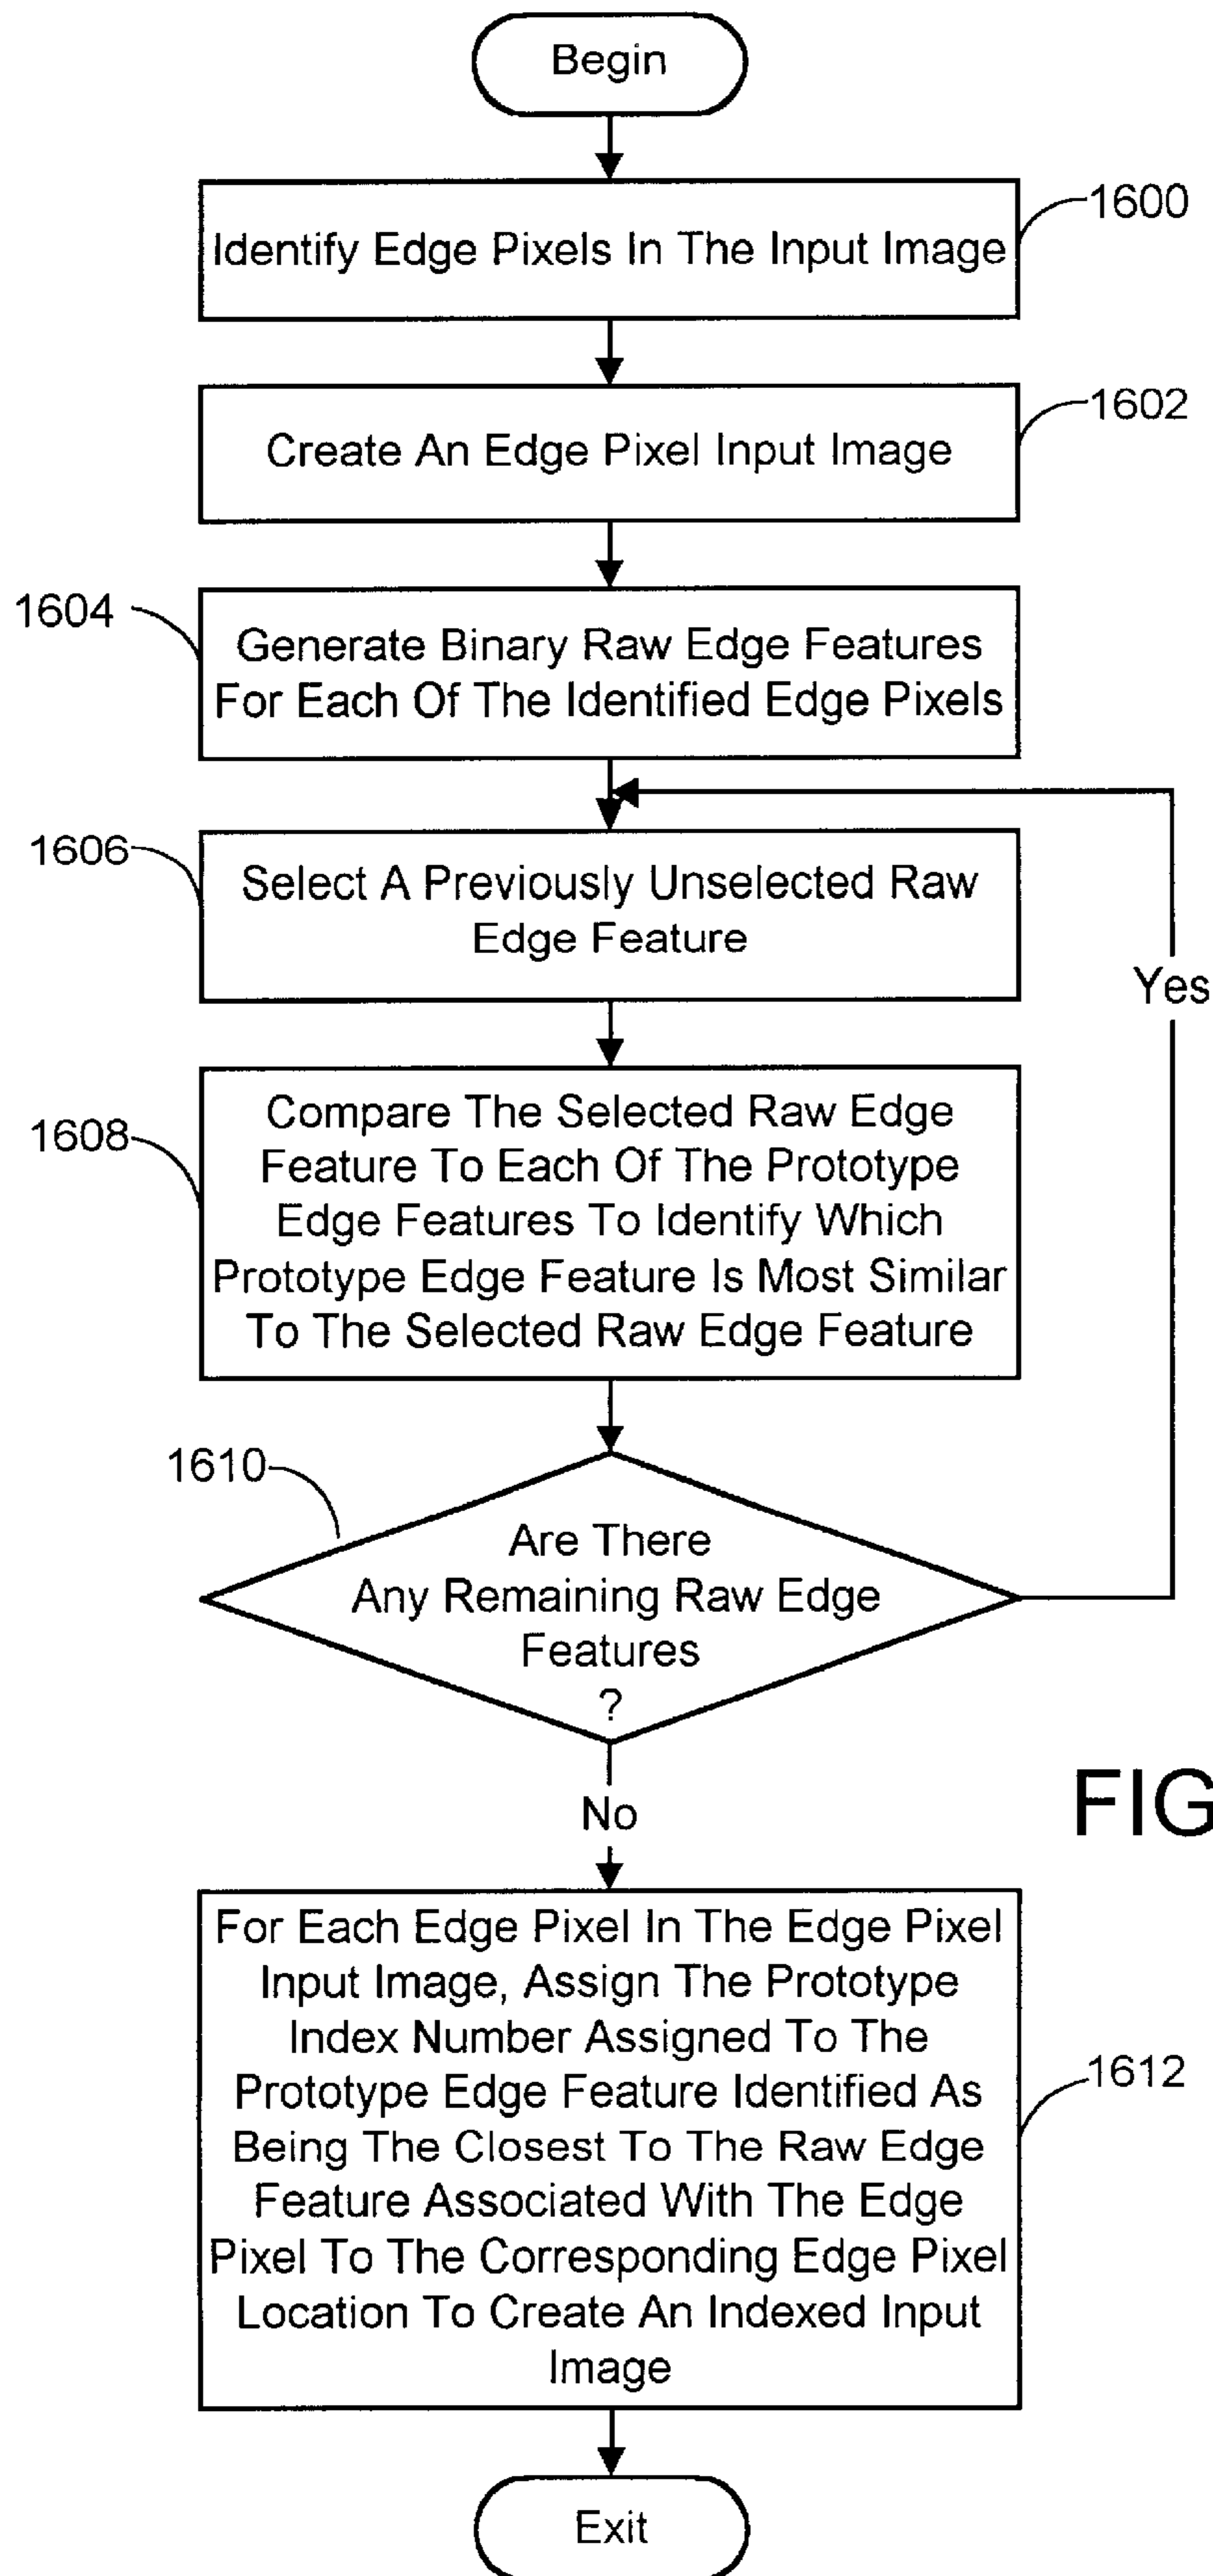 Begin
1600
Identify Edge Pixels In The Input Image
1602
Create An Edge Pixel Input Image
1604
Generate Binary Raw Edge Features
For Each Of The Identified Edge Pixels
1606
Select A Previously Unselected Raw
Edge Feature
Yes
1608
Compare The Selected Raw Edge
Feature To Each Of The Prototype
Edge Features To Identify Which
Prototype Edge Feature Is Most Similar
To The Selected Raw Edge Feature
1610
Are There
Any Remaining Raw Edge
Features
?
No
FIG
For Each Edge Pixel In The Edge Pixel
Input Image, Assign The Prototype
Index Number Assigned To The
Prototype Edge Feature Identified As
Being The Closest To The Raw Edge
Feature Associated With The Edge
Pixel To The Corresponding Edge Pixel
Location To Create An Indexed Input
Image
1612
Exit